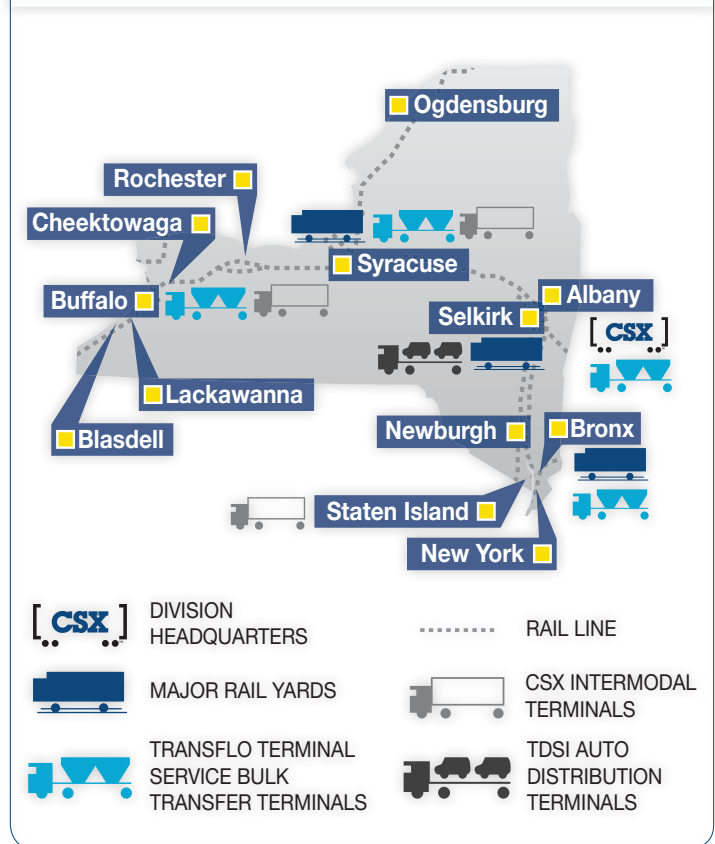 Ogdensburg
Rochester
Cheektowaga
Syracuse
Buffalo
Albany
Selkirk
[CSX]
Lackawanna
Newburgh
Bronx
Blasdell
Staten Island
New York
[CSX]
DIVISION
HEADQUARTERS
RAIL LINE
MAJOR RAIL YARDS
CSX INTERMODAL
TERMINALS
TRANSFLO TERMINAL
SERVICE BULK
TRANSFER TERMINALS
TDSI AUTO
DISTRIBUTION
TERMINALS